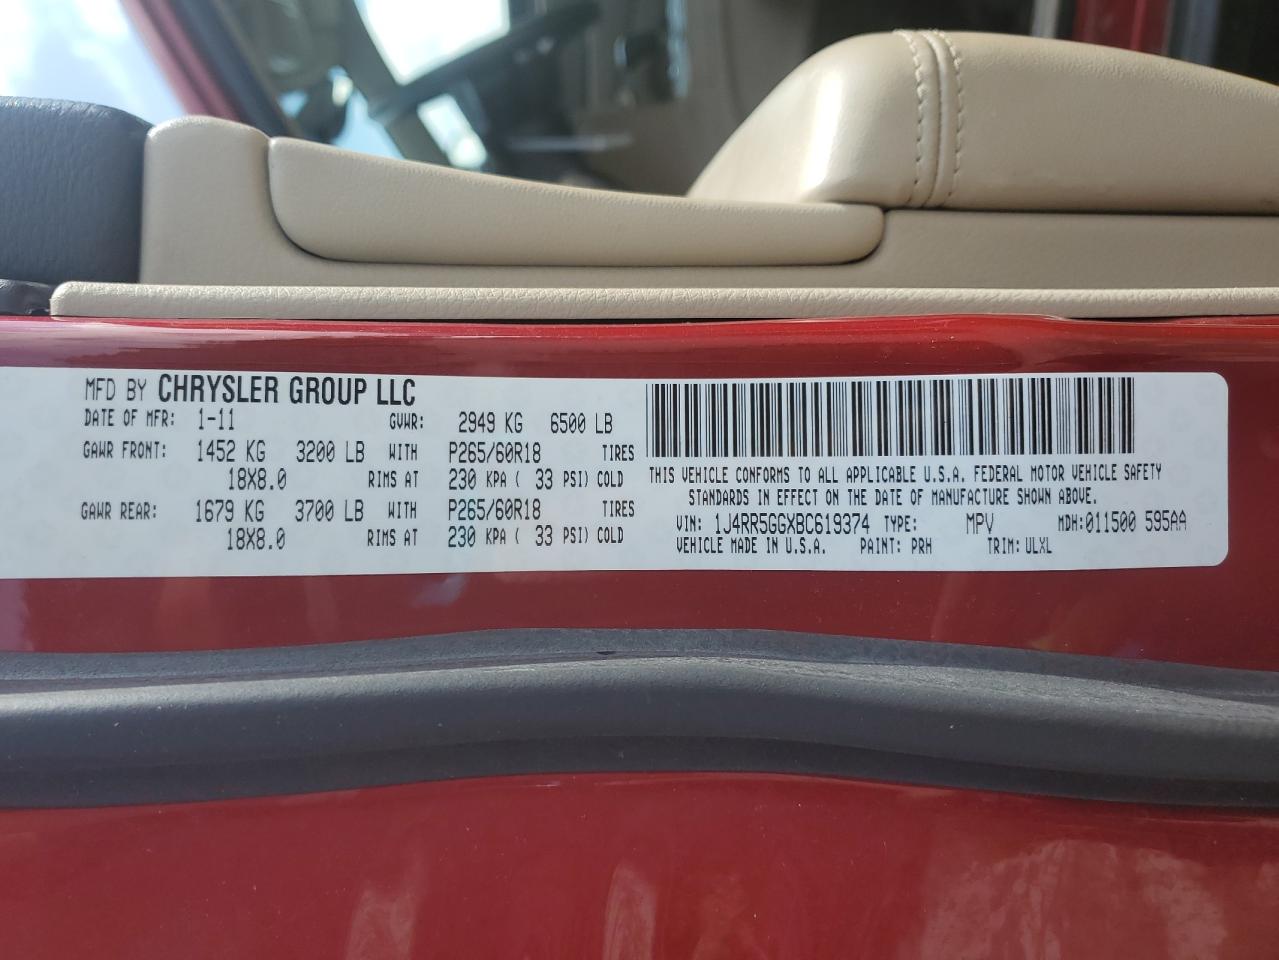 MFD BY CHRYSLER GROUP LLC
DATE OF MFR: 1-11 GVWR: 2949 KG 6500 LB
GAWR FRONT: 1452 KG 3200 LB WITH P265/60R18 TIRES
18X8.0 RIMS AT 230 KPA ( 33 PSI) COLD
GAWR REAR: 1679 KG 3700 LB WITH P265/60R18 TIRES
18X8.0 RIMS AT 230 KPA ( 33 PSI) COLD
THIS VEHICLE CONFORMS TO ALL APPLICABLE U.S.A. FEDERAL MOTOR VEHICLE SAFETY
STANDARDS IN EFFECT ON THE DATE OF MANUFACTURE SHOWN ABOVE.
VIN: 1J4RR5GGXBC619374 TYPE: MPV MDH:011500 595AA
VEHICLE MADE IN U.S.A. PAINT: PRH TRIM: ULXL